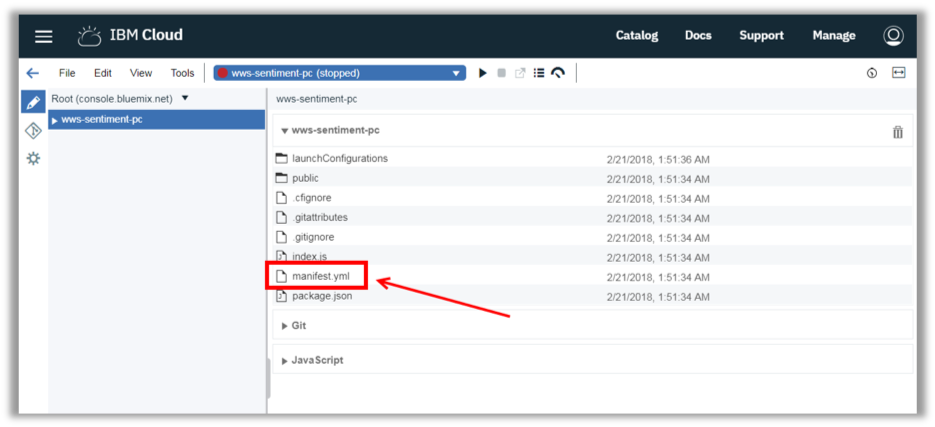 IBM Cloud Catalog Docs Support Manage
File Edit View Tools wws-sentiment-pc (stopped)
Root (console.bluemix.net) wws-sentiment-pc
wws-sentiment-pc
wws-sentiment-pc
launchConfigurations 2/21/2018, 1:51:36 AM
public 2/21/2018, 1:51:34 AM
.cfignore 2/21/2018, 1:51:34 AM
.gitattributes 2/21/2018, 1:51:34 AM
.gitignore 2/21/2018, 1:51:34 AM
index.js 2/21/2018, 1:51:34 AM
manifest.yml 2/21/2018, 1:51:34 AM
package.json 2/21/2018, 1:51:34 AM
Git
JavaScript